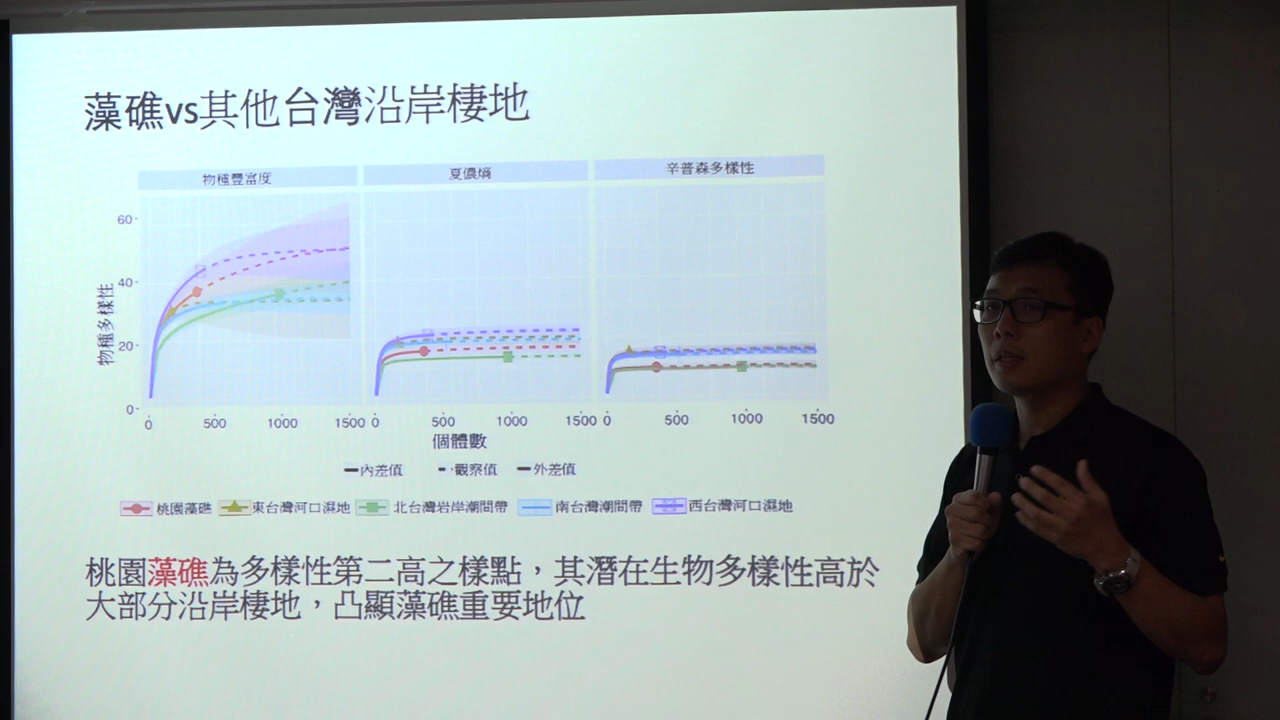 藻礁vs其他台灣沿岸棲地
物種豐富度 夏儂熵 辛普森多樣性
物種多樣性
60
40
20
0
0 500 1000 1500 0 500 1000 1500 0 500 1000 1500
個體數
內差值 觀察值 外差值
桃園藻礁 東台灣河口濕地 北台灣岩岸潮間帶 南台灣潮間帶 西台灣河口濕地
桃園藻礁為多樣性第二高之樣點，其潛在生物多樣性高於
大部分沿岸棲地，凸顯藻礁重要地位